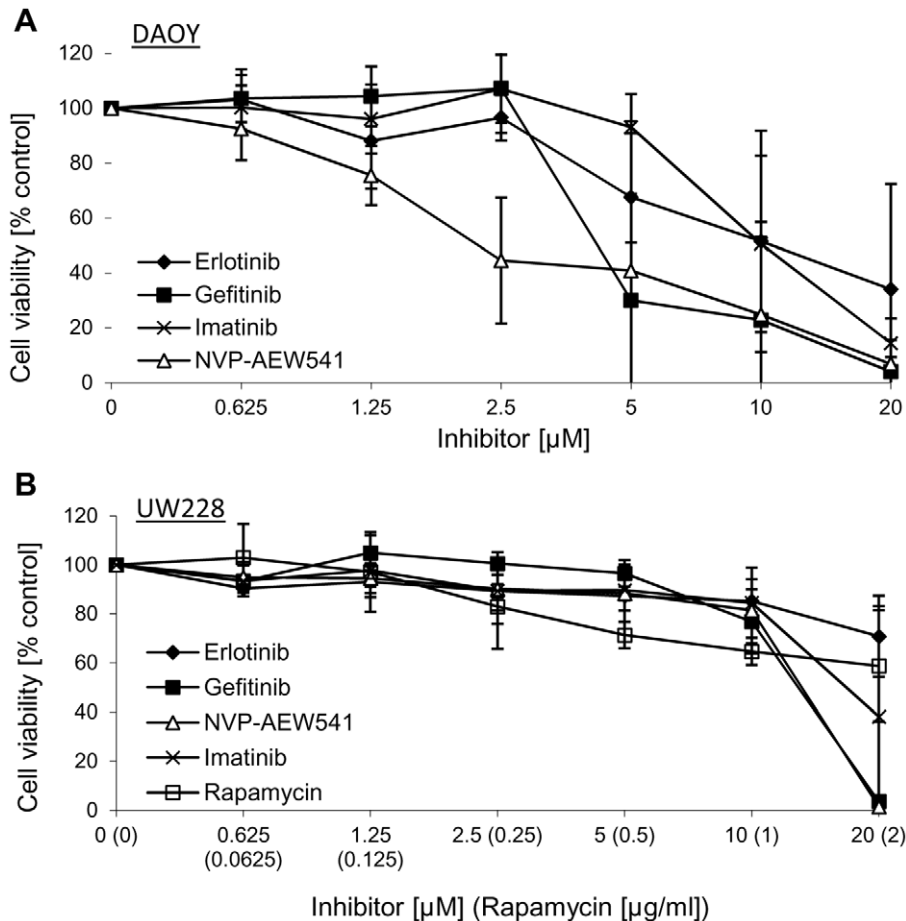 A
DAOY
120
100
80
60
40
20
0
Cell viability [% control]
Erlotinib
Gefitinib
Imatinib
NVP-AEW541
0 0.625 1.25 2.5 5 10 20
Inhibitor [µM]
B
UW228
120
100
80
60
40
20
0
Cell viability [% control]
Erlotinib
Gefitinib
NVP-AEW541
Imatinib
Rapamycin
0 (0) 0.625 1.25 2.5 (0.25) 5 (0.5) 10 (1) 20 (2)
(0.0625) (0.125)
Inhibitor [µM] (Rapamycin [µg/ml])